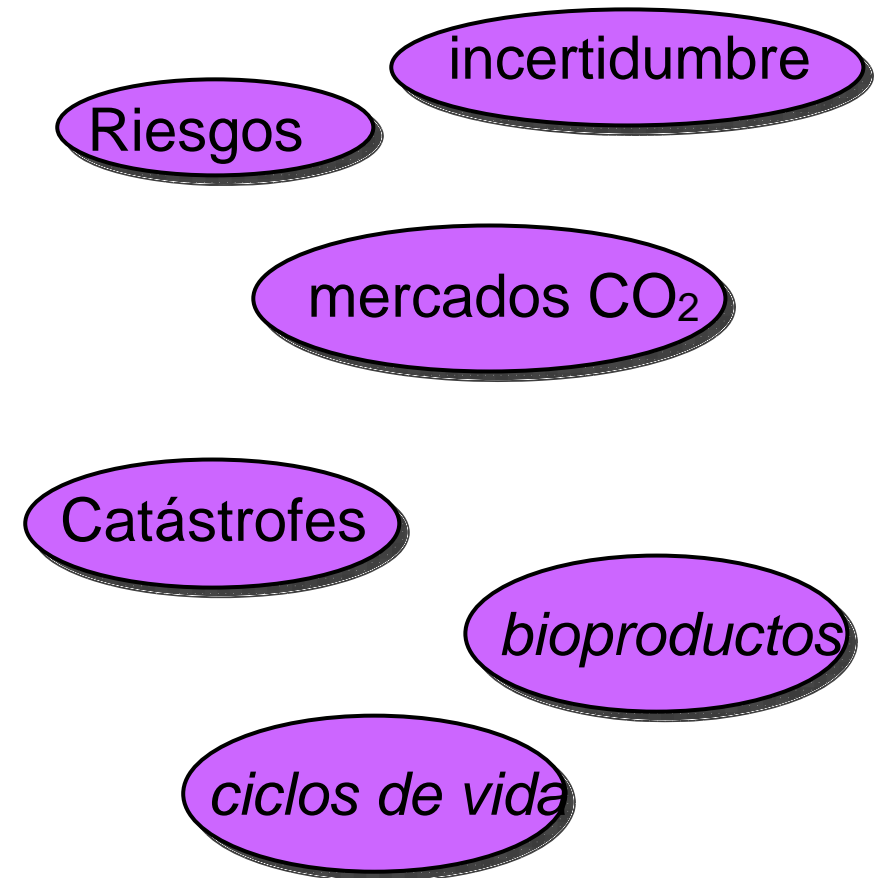 incertidumbre
Riesgos
mercados CO₂
Catástrofes
bioproductos
ciclos de vida